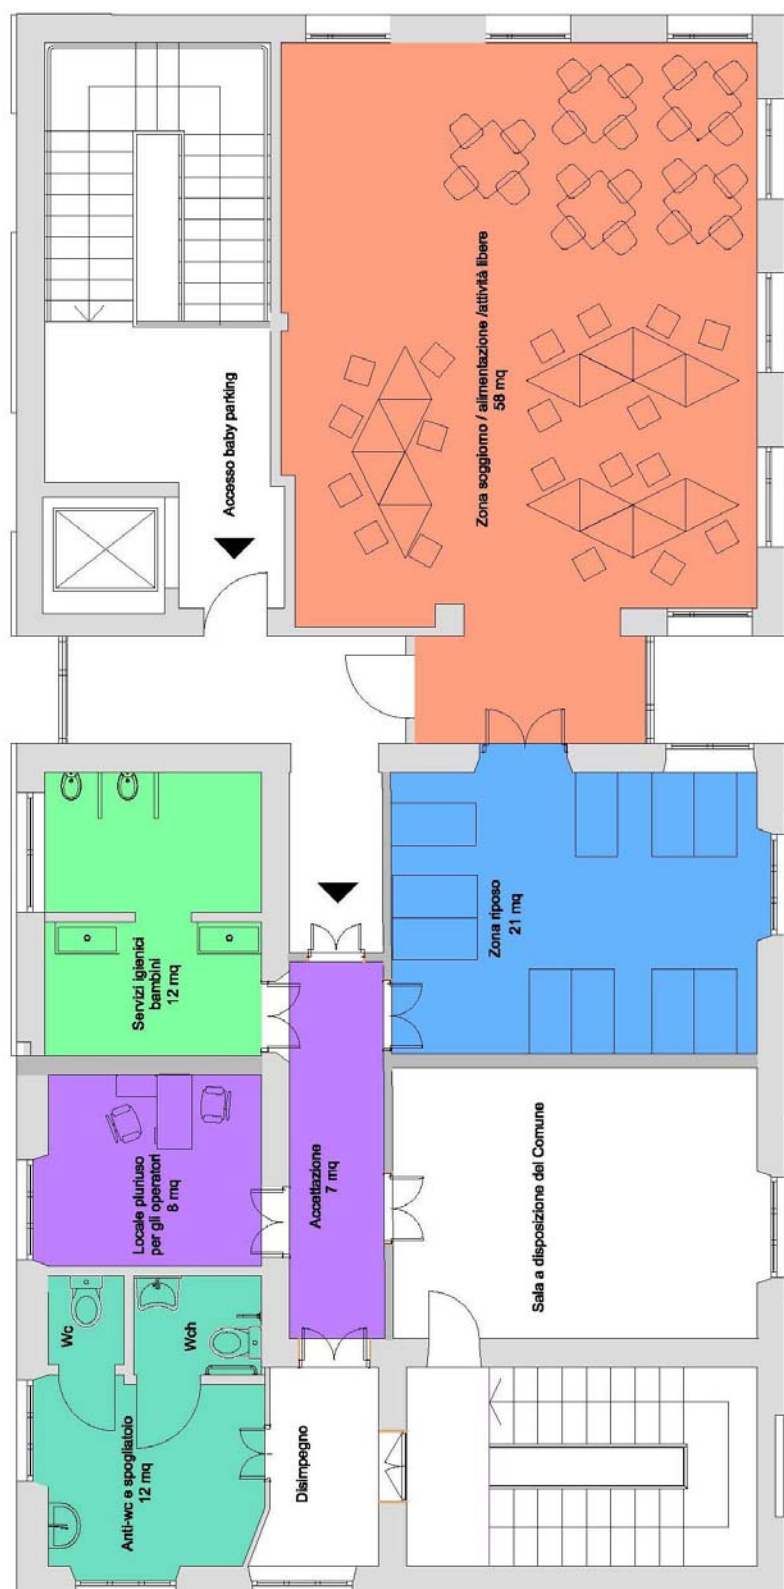 Accesso baby parking
Zona soggiorno / alimentazione /attività libere
58 mq
Servizi igienici
bambini
12 mq
Zona riposo
21 mq
Locale pluriuso
per gli operatori
8 mq
Accettazione
7 mq
Sala a disposizione del Comune
Wc
Wch
Anti-wc e spogliatoio
12 mq
Disimpegno